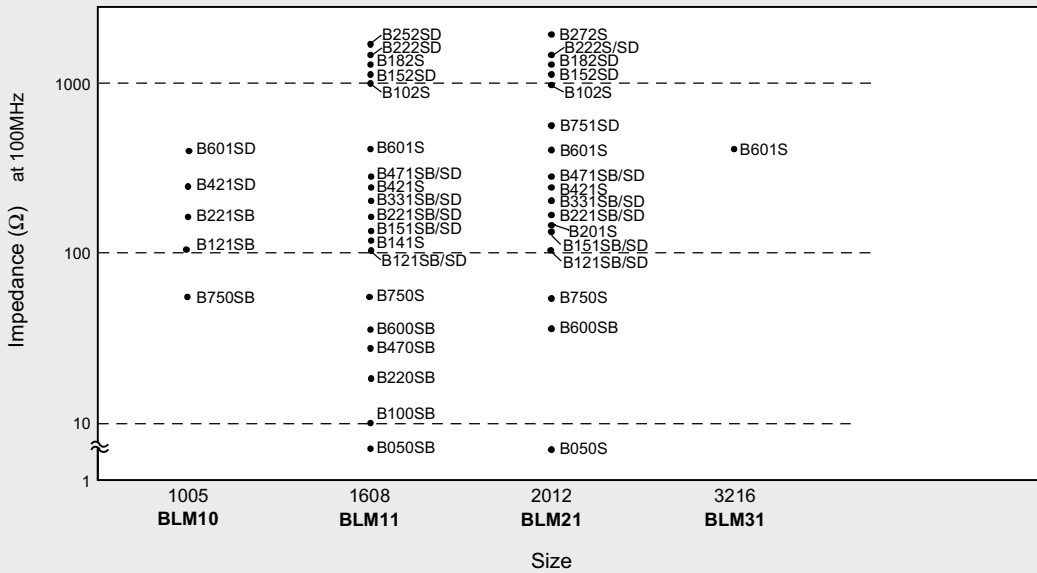 Impedance (Ω) at 100MHz
1000
100
10
1
B601SD
B421SD
B221SB
B121SB
B750SB
B252SD
B222SD
B182S
B152SD
B102S
B601S
B471SB/SD
B421S
B331SB/SD
B221SB/SD
B151SB/SD
B141S
B121SB/SD
B750S
B600SB
B470SB
B220SB
B100SB
B050SB
B272S
B222S/SD
B182SD
B152SD
B102S
B751SD
B601S
B471SB/SD
B421S
B331SB/SD
B221SB/SD
B201S
B151SB/SD
B121SB/SD
B750S
B600SB
B050S
B601S
1005
BLM10
1608
BLM11
2012
BLM21
3216
BLM31
Size